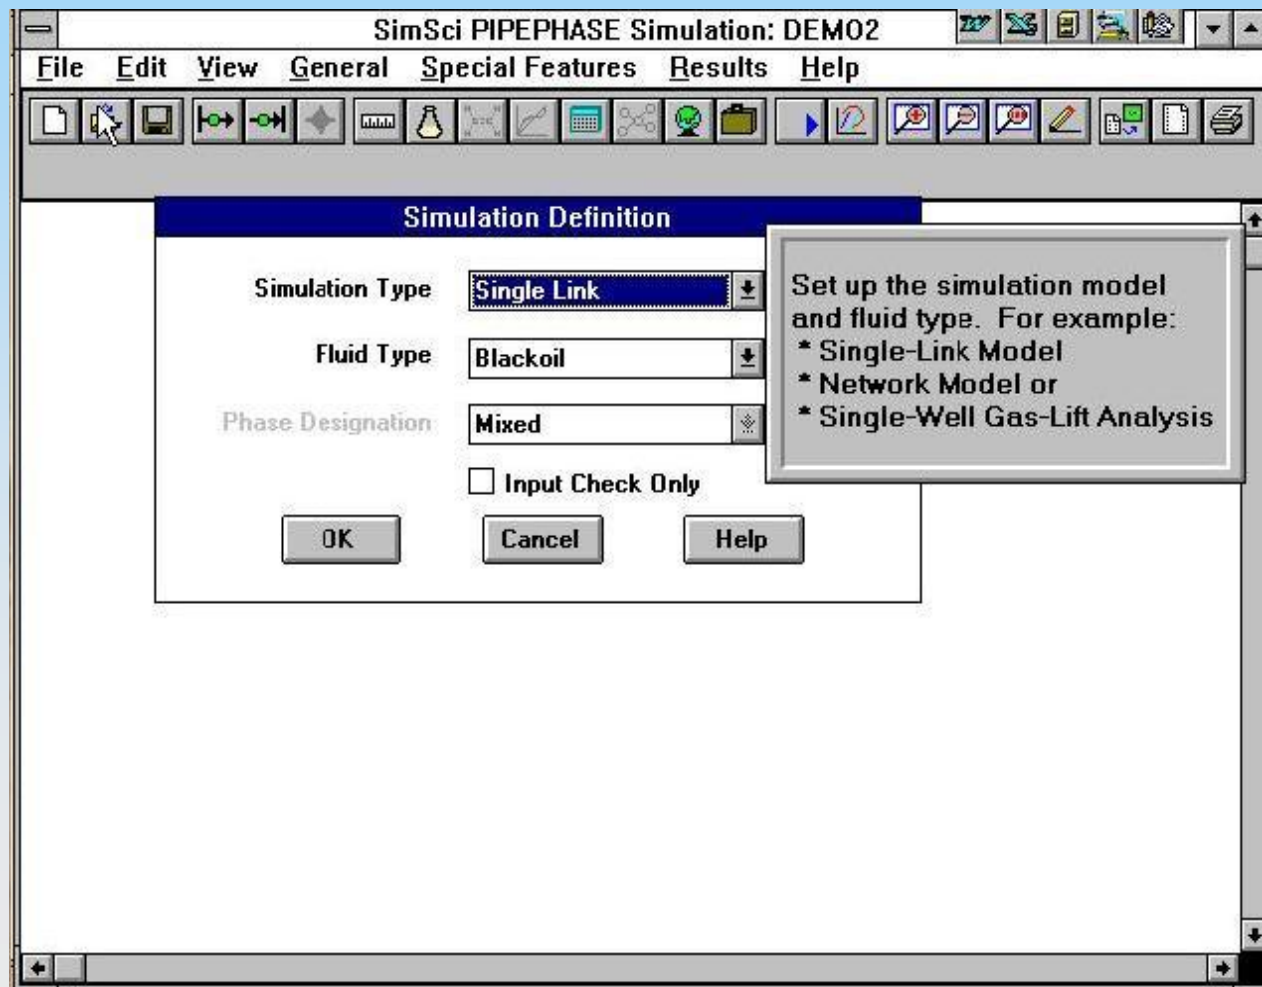 SimSci PIPEPHASE Simulation: DEMO2
File Edit View General Special Features Results Help
Simulation Definition
Simulation Type Single Link
Fluid Type Blackoil
Phase Designation Mixed
Input Check Only
OK Cancel Help
Set up the simulation model
and fluid type. For example:
* Single-Link Model
* Network Model or
* Single-Well Gas-Lift Analysis